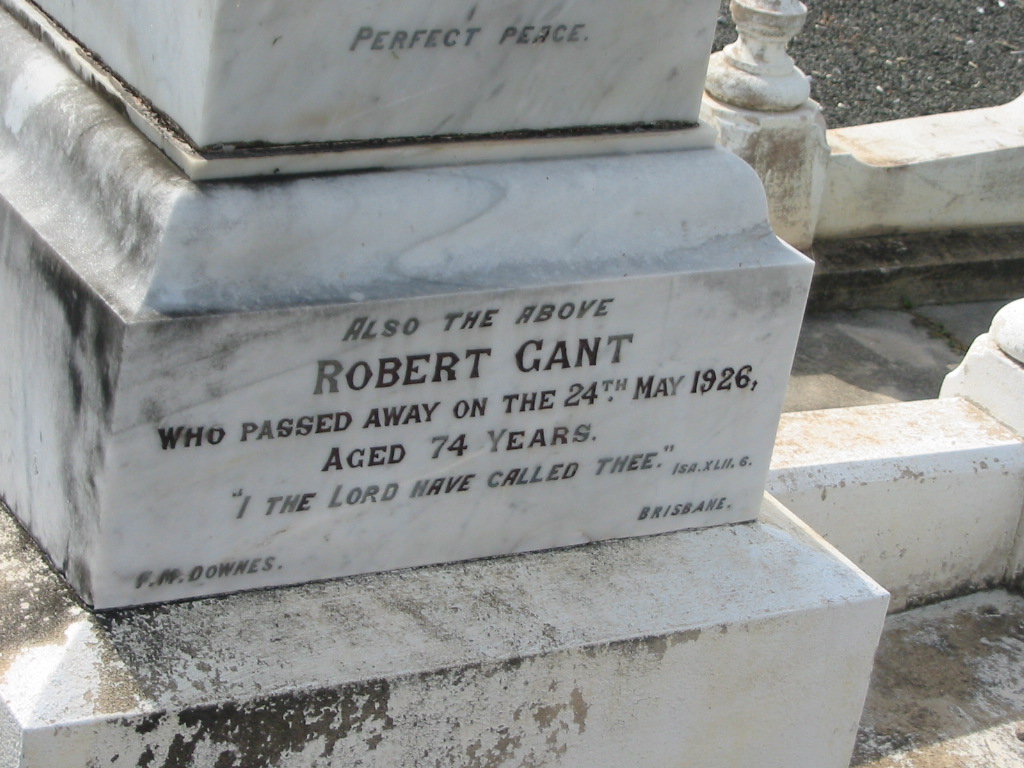 PERFECT PEACE.
ALSO THE ABOVE
ROBERT GANT
WHO PASSED AWAY ON THE 24TH. MAY 1926,
AGED 74 YEARS.
"I THE LORD HAVE CALLED THEE." ISA.XLII.6.
F.M.DOWNES. BRISBANE.